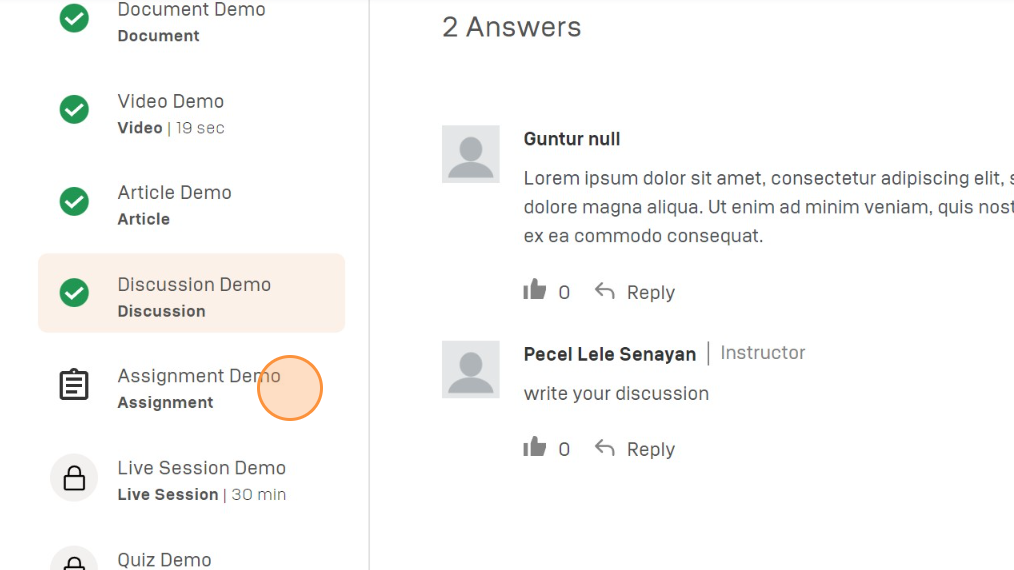 Document Demo
Document
Video Demo
Video | 19 sec
Article Demo
Article
Discussion Demo
Discussion
Assignment Demo
Assignment
Live Session Demo
Live Session | 30 min
Quiz Demo
2 Answers
Guntur null
Lorem ipsum dolor sit amet, consectetur adipiscing elit, s
dolore magna aliqua. Ut enim ad minim veniam, quis nost
ex ea commodo consequat.
0 Reply
Pecel Lele Senayan | Instructor
write your discussion
0 Reply